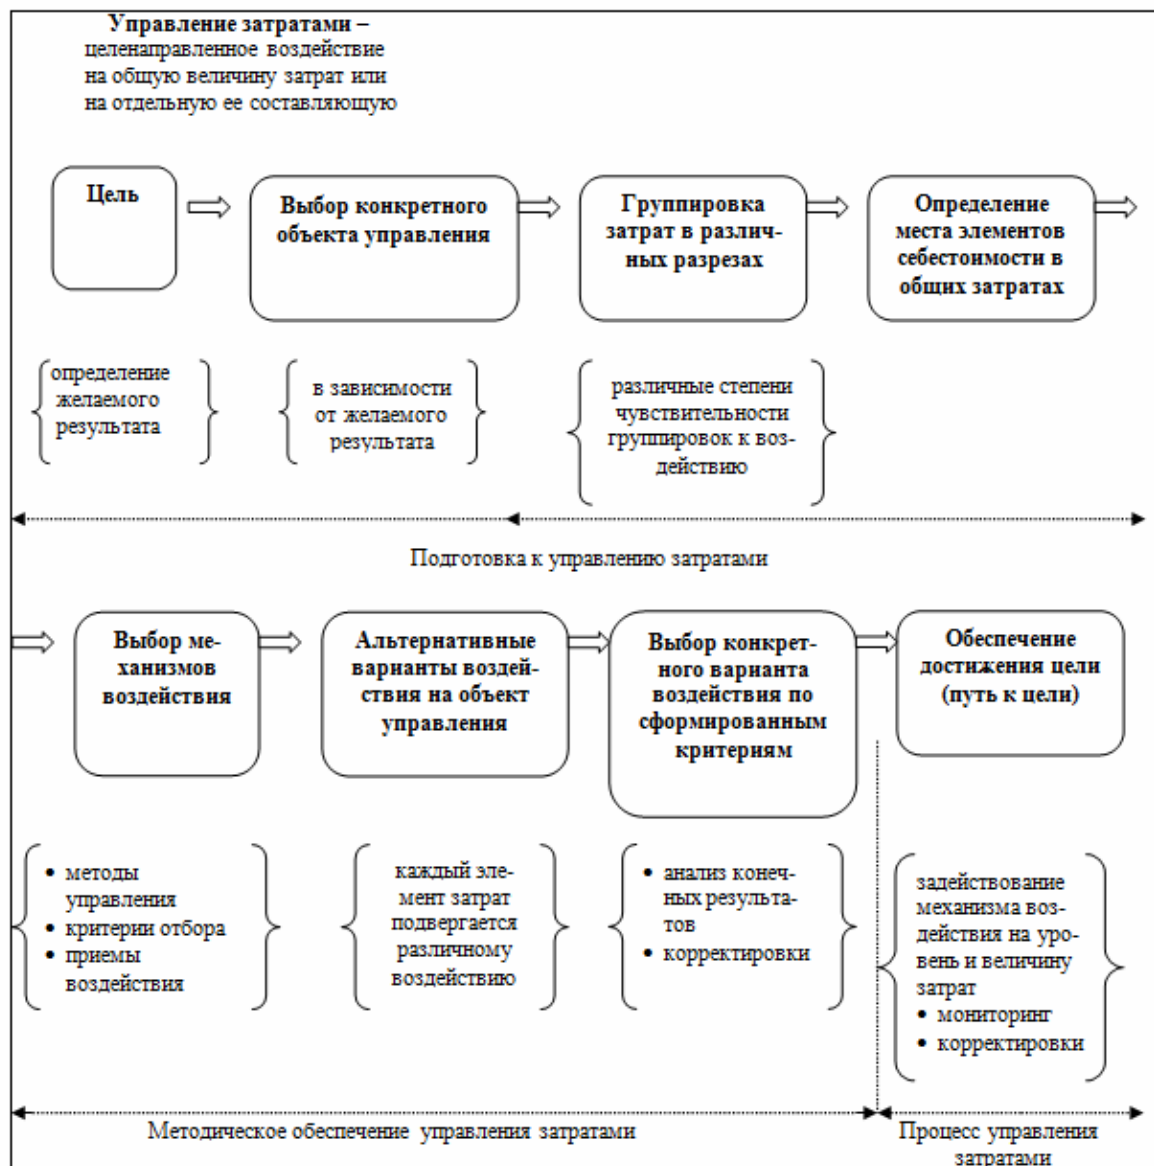 Управление затратами –
целенаправленное воздействие
на общую величину затрат или
на отдельную ее составляющую
Цель
Выбор конкретного
объекта управления
Группировка
затрат в различ-
ных разрезах
Определение
места элементов
себестоимости в
общих затратах
определение
желаемого
результата
в зависимости
от желаемого
результата
различные степени
чувствительности
группировок к воз-
действию
Подготовка к управлению затратами
Выбор ме-
ханизмов
воздействия
Альтернативные
варианты воздей-
ствия на объект
управления
Выбор конкрет-
ного варианта
воздействия по
сформированным
критериям
Обеспечение
достижения цели
(путь к цели)
• методы
управления
• критерии отбора
• приемы
воздействия
каждый эле-
мент затрат
подвергается
различному
воздействию
• анализ конеч-
ных результа-
тов
• корректировки
задействование
механизма воз-
действия на уро-
вень и величину
затрат
• мониторинг
• корректировки
Методическое обеспечение управления затратами
Процесс управления
затратами